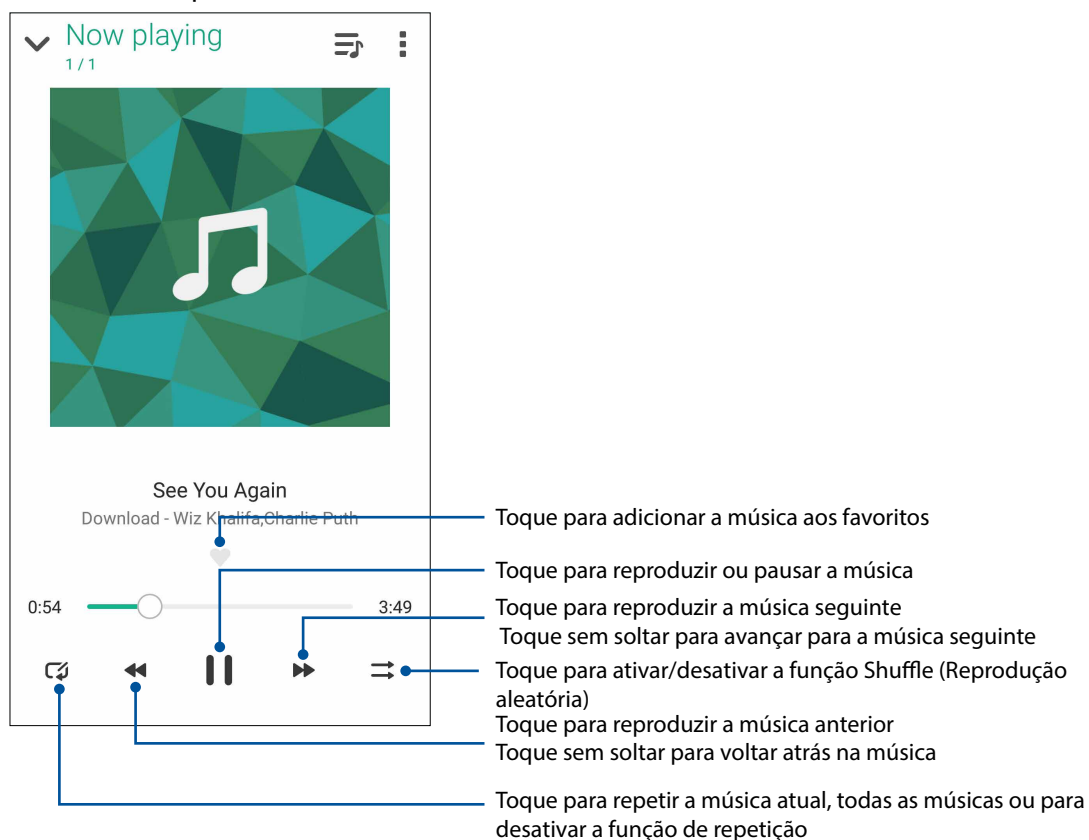 Now playing
1 / 1
See You Again
Download - Wiz Khalifa,Charlie Puth
Toque para adicionar a música aos favoritos
Toque para reproduzir ou pausar a música
0:54
3:49
Toque para reproduzir a música seguinte
Toque sem soltar para avançar para a música seguinte
Toque para ativar/desativar a função Shuffle (Reprodução
aleatória)
Toque para reproduzir a música anterior
Toque sem soltar para voltar atrás na música
Toque para repetir a música atual, todas as músicas ou para
desativar a função de repetição